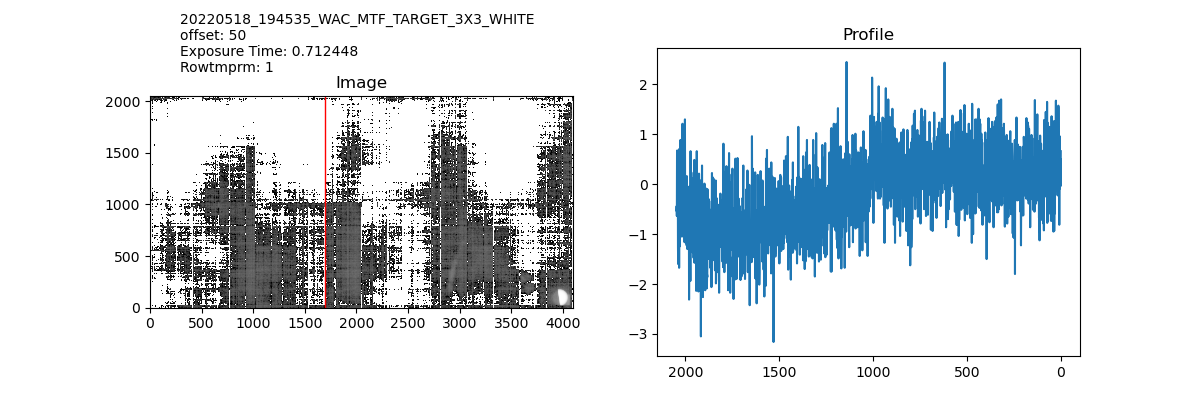 20220518_194535_WAC_MTF_TARGET_3X3_WHITE
offset: 50
Exposure Time: 0.712448
Rowtmprm: 1
Image
2000
1500
1000
500
0
0 500 1000 1500 2000 2500 3000 3500 4000
Profile
2
1
0
−1
−2
−3
2000 1500 1000 500 0